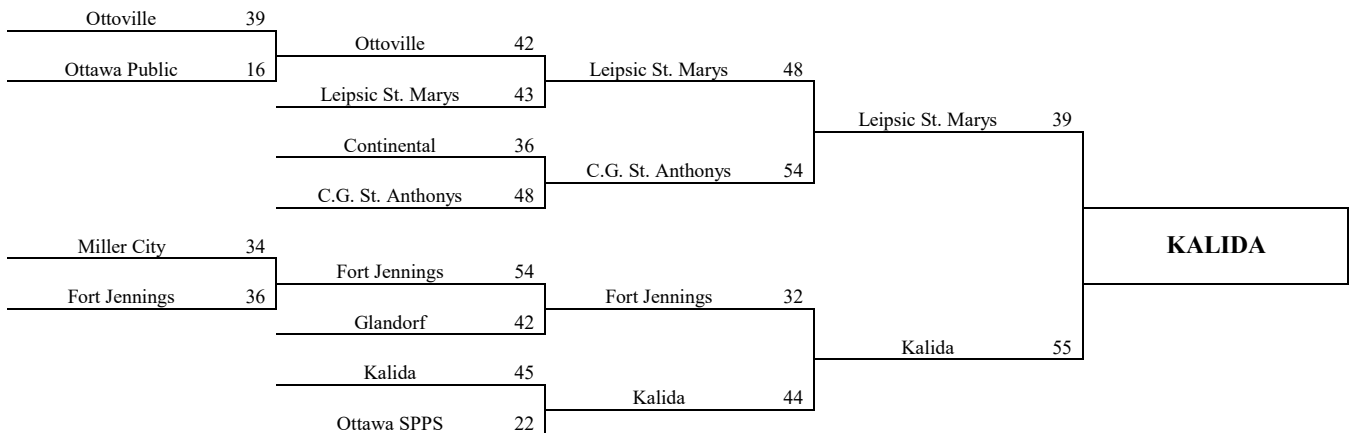 Ottoville 39
Ottawa Public 16
Ottoville 42
Leipsic St. Marys 43
Continental 36
C.G. St. Anthonys 48
Leipsic St. Marys 48
C.G. St. Anthonys 54
Leipsic St. Marys 39
Miller City 34
Fort Jennings 36
Fort Jennings 54
Glandorf 42
Kalida 45
Ottawa SPPS 22
Fort Jennings 32
Kalida 44
Kalida 55
KALIDA